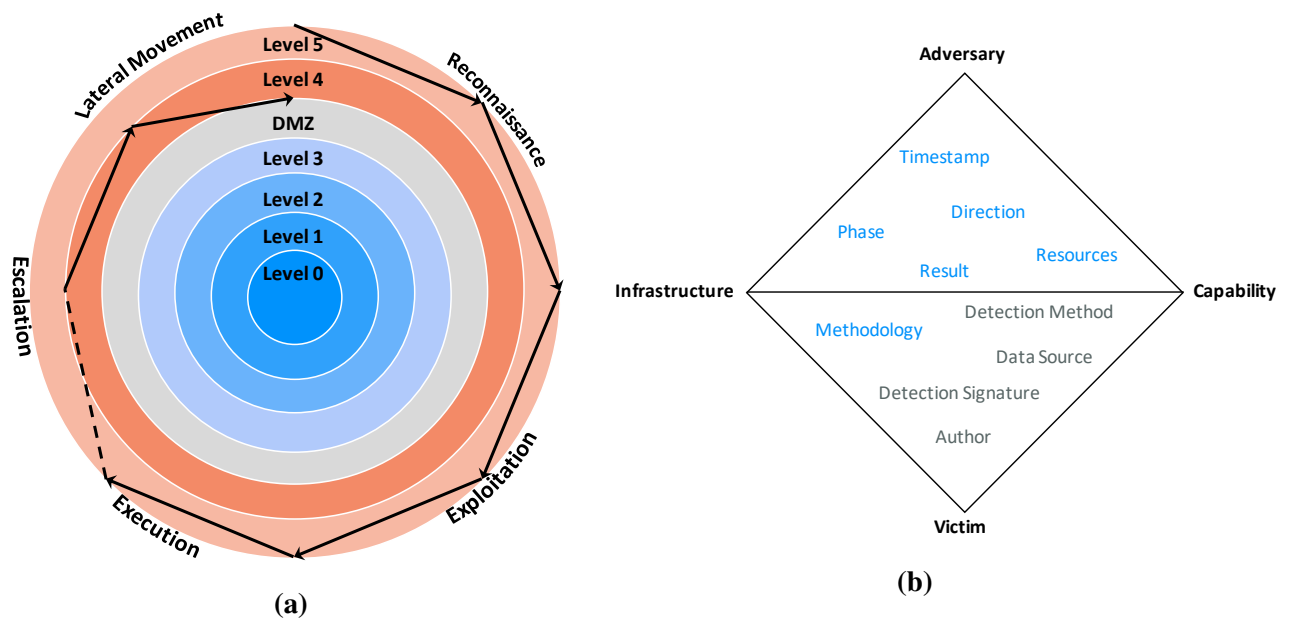 Lateral Movement
Reconnaissance
Level 5
Level 4
DMZ
Level 3
Level 2
Level 1
Level 0
Escalation
Execution
Exploitation
(a)
Adversary
Timestamp
Direction
Phase
Resources
Result
Infrastructure
Capability
Detection Method
Methodology
Data Source
Detection Signature
Author
Victim
(b)